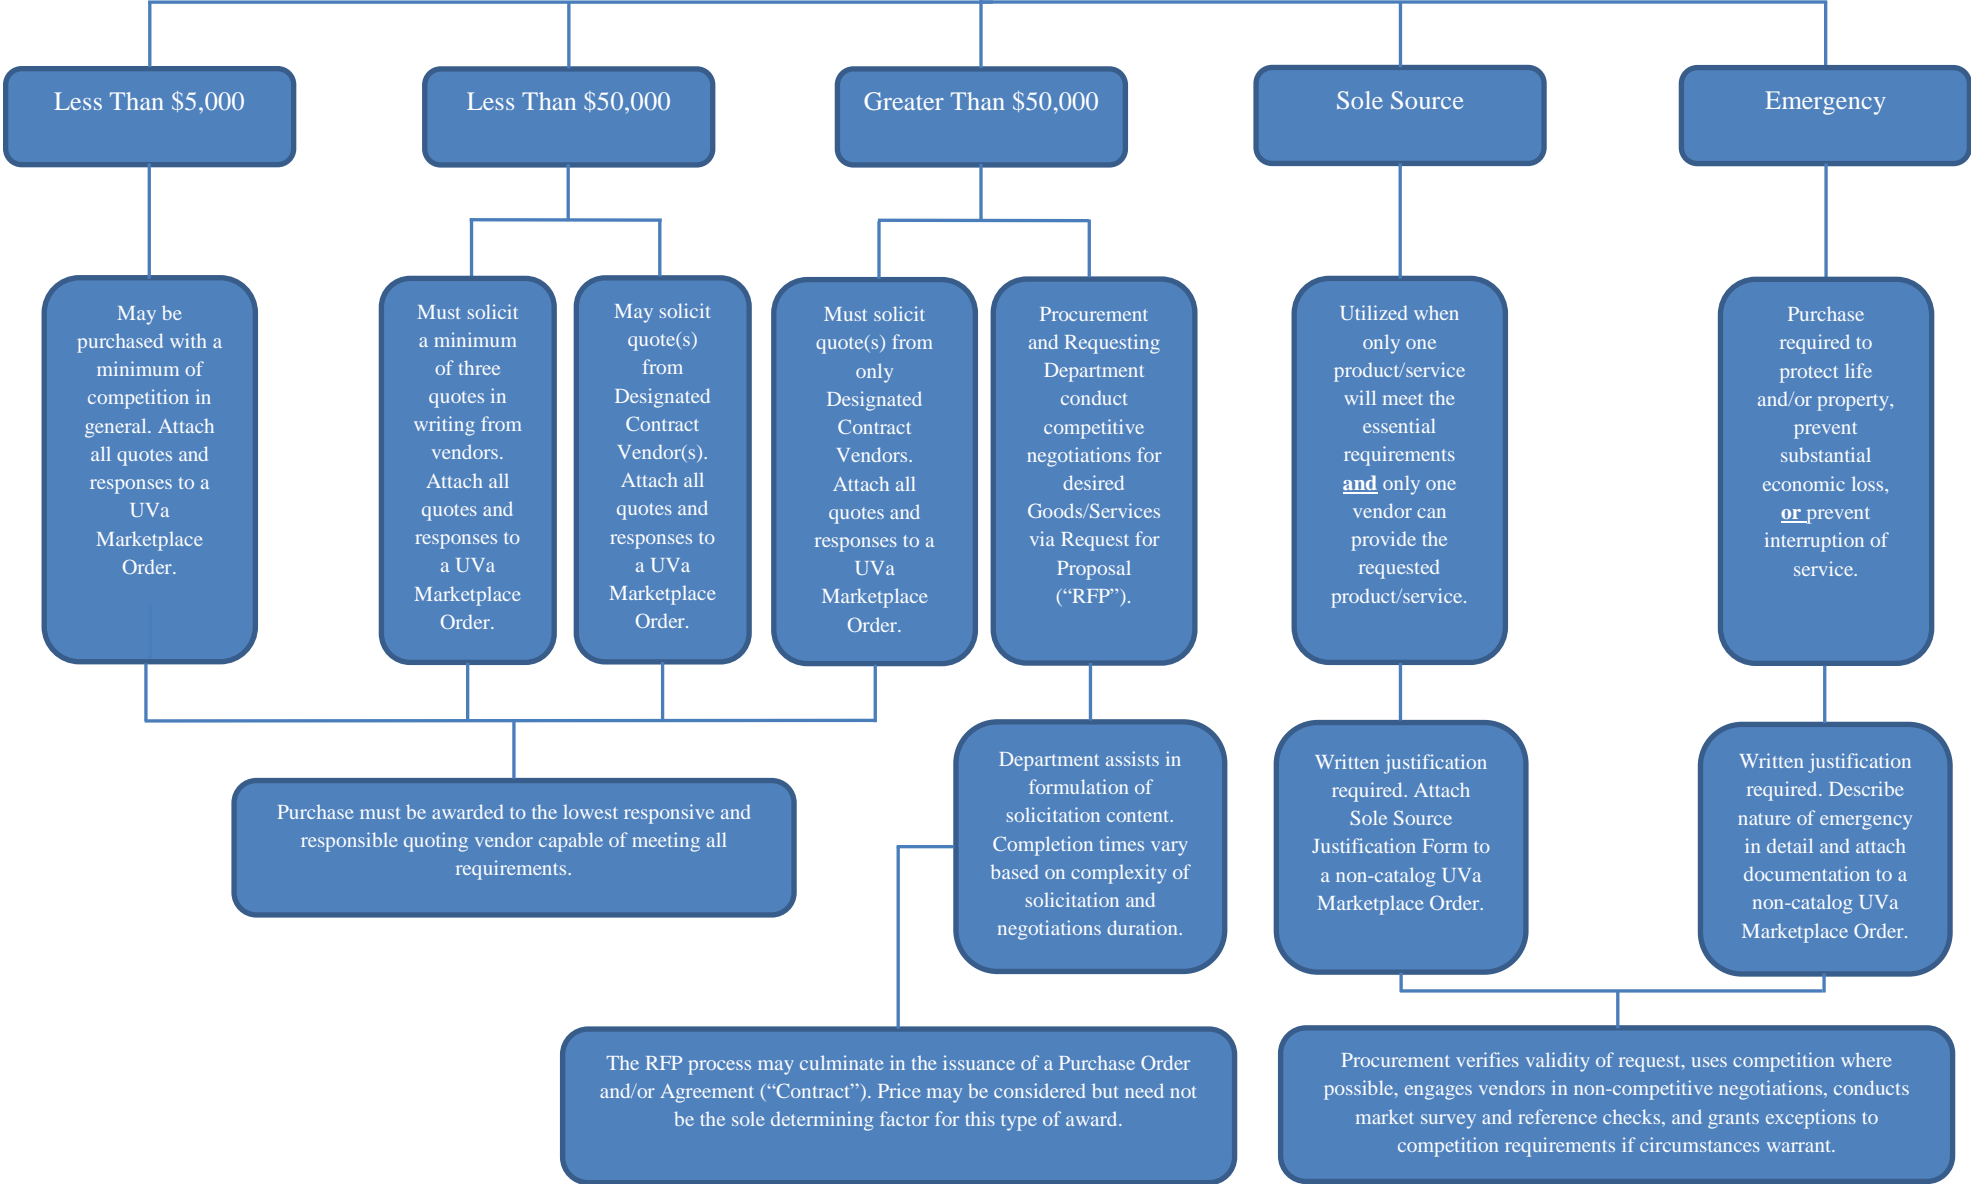 Less Than $5,000
Less Than $50,000
Greater Than $50,000
Sole Source
Emergency
May be
purchased with a
minimum of
competition in
general. Attach
all quotes and
responses to a
UVa
Marketplace
Order.
Must solicit
a minimum
of three
quotes in
writing from
vendors.
Attach all
quotes and
responses to
a UVa
Marketplace
Order.
May solicit
quote(s)
from
Designated
Contract
Vendor(s).
Attach all
quotes and
responses to
a UVa
Marketplace
Order.
Must solicit
quote(s) from
only
Designated
Contract
Vendors.
Attach all
quotes and
responses to a
UVa
Marketplace
Order.
Procurement
and Requesting
Department
conduct
competitive
negotiations for
desired
Goods/Services
via Request for
Proposal
(“RFP”).
Utilized when
only one
product/service
will meet the
essential
requirements
and only one
vendor can
provide the
requested
product/service.
Purchase
required to
protect life
and/or property,
prevent
substantial
economic loss,
or prevent
interruption of
service.
Purchase must be awarded to the lowest responsive and
responsible quoting vendor capable of meeting all
requirements.
Department assists in
formulation of
solicitation content.
Completion times vary
based on complexity of
solicitation and
negotiations duration.
Written justification
required. Attach
Sole Source
Justification Form to
a non-catalog UVa
Marketplace Order.
Written justification
required. Describe
nature of emergency
in detail and attach
documentation to a
non-catalog UVa
Marketplace Order.
The RFP process may culminate in the issuance of a Purchase Order
and/or Agreement (“Contract”). Price may be considered but need not
be the sole determining factor for this type of award.
Procurement verifies validity of request, uses competition where
possible, engages vendors in non-competitive negotiations, conducts
market survey and reference checks, and grants exceptions to
competition requirements if circumstances warrant.